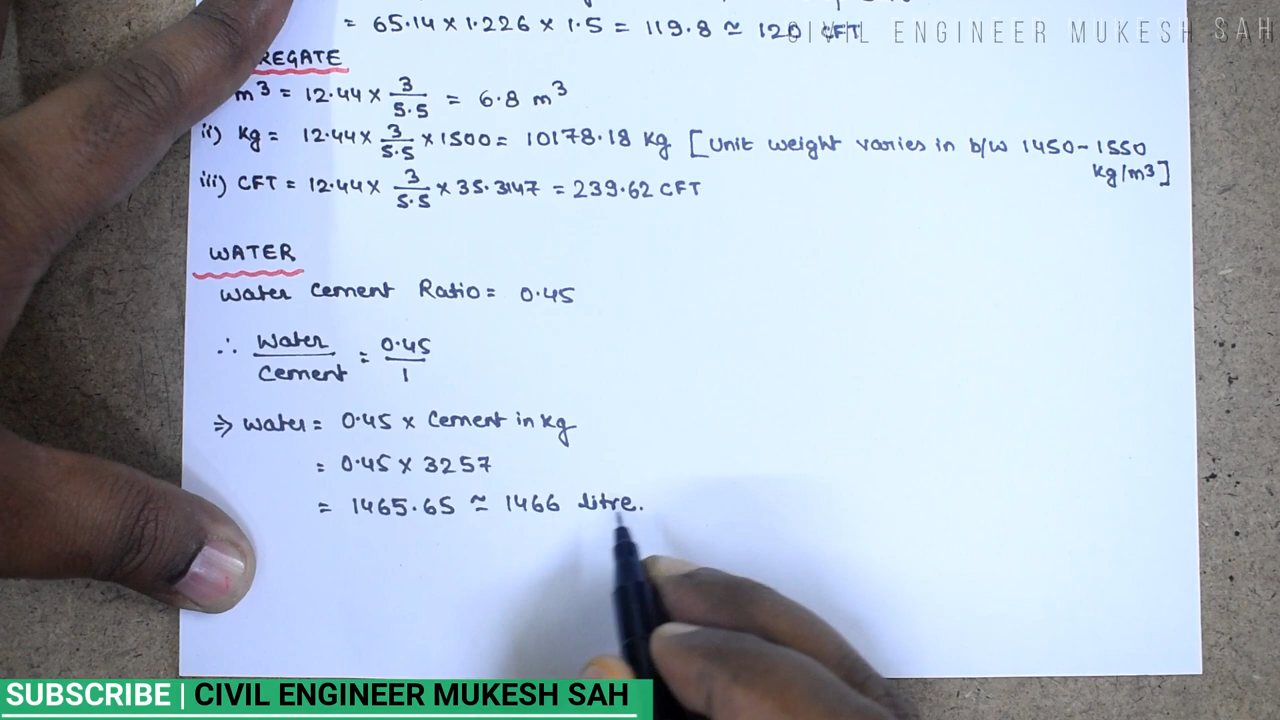 = 65.14 x 1.226 x 1.5 = 119.8 ≃ 120 CFT
CIVIL ENGINEER MUKESH SAH
REGATE
m³ = 12.44 x 3/5.5 = 6.8 m³
ii) Kg = 12.44 x 3/5.5 x 1500 = 10178.18 Kg [Unit weight varies in b/w 1450-1550
kg/m3]
iii) CFT = 12.44 x 3/5.5 x 35.3147 = 239.62 CFT
WATER
Water Cement Ratio = 0.45
∴ Water/Cement = 0.45/1
⇒ Water = 0.45 x Cement in Kg
= 0.45 x 3257
= 1465.65 ≃ 1466 litre.
SUBSCRIBE | CIVIL ENGINEER MUKESH SAH